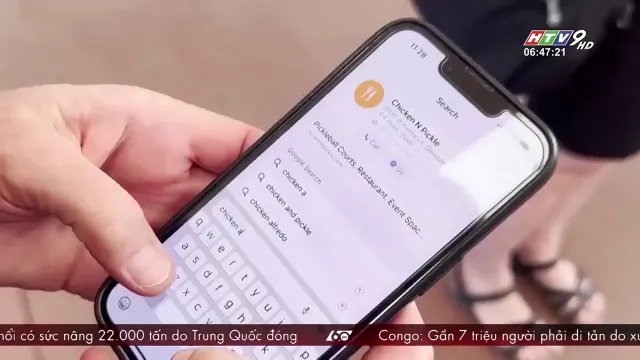 HTV9 HD
06:47:21
11:28
Search
Chicken N Pickle
Call
Pickleball Courts, Restaurant, Event Spac...
Google Search
chicken a
chicken and pickle
chicken alfredo
chicken a
q w e r t y u
a s d f g h
z x c
nổi có sức nâng 22.000 tấn do Trung Quốc đóng
60
Congo: Gần 7 triệu người phải di tản do x